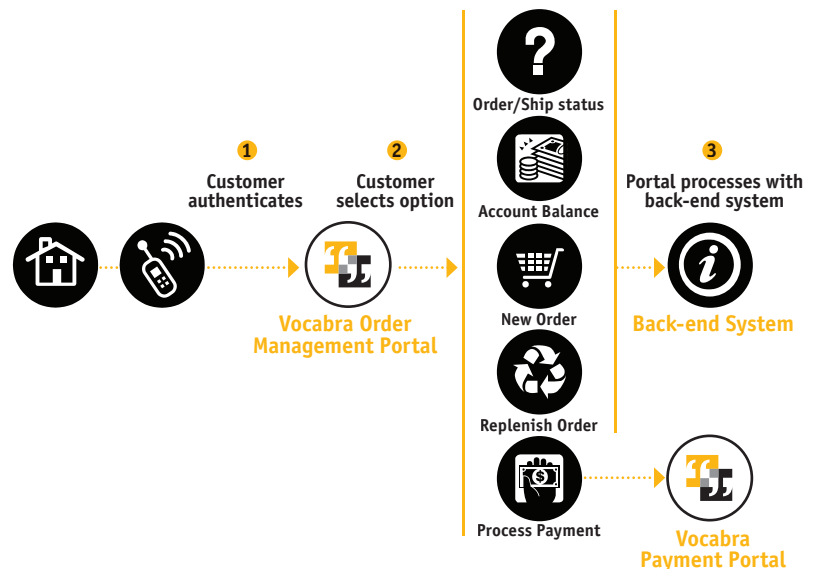 1
Customer
authenticates
2
Customer
selects option
Vocabra Order
Management Portal
?
Order/Ship status
Account Balance
New Order
Replenish Order
$
Process Payment
3
Portal processes with
back-end system
i
Back-end System
Vocabra
Payment Portal